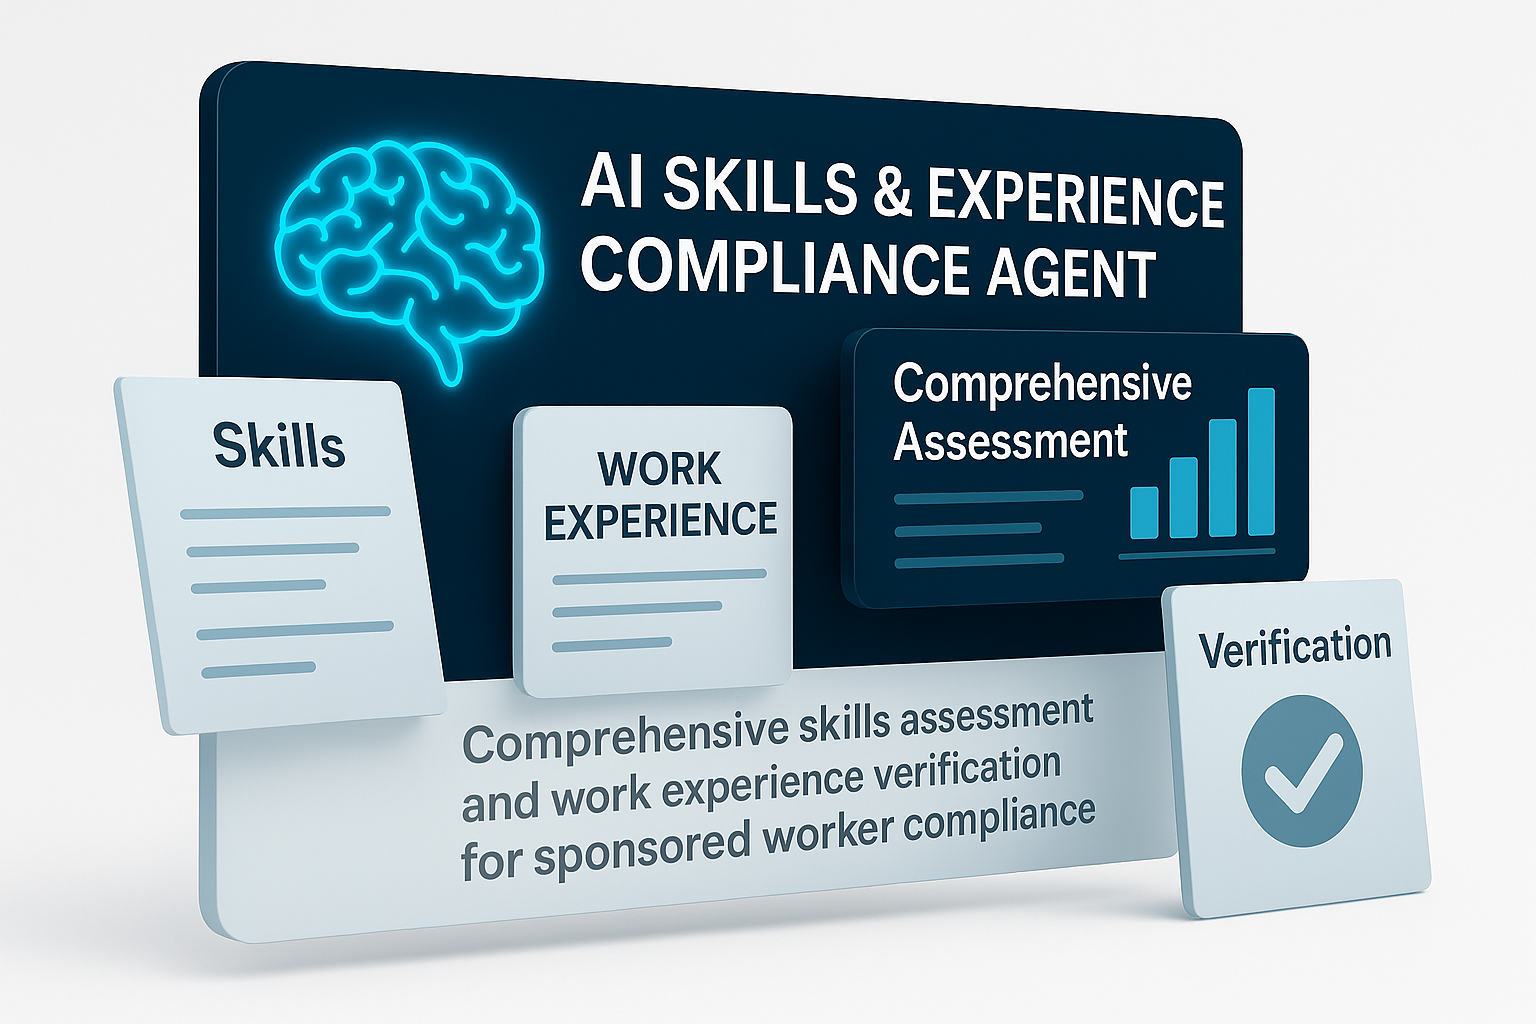 AI SKILLS & EXPERIENCE
COMPLIANCE AGENT
Skills
WORK
EXPERIENCE
Comprehensive
Assessment
Verification
Comprehensive skills assessment
and work experience verification
for sponsored worker compliance